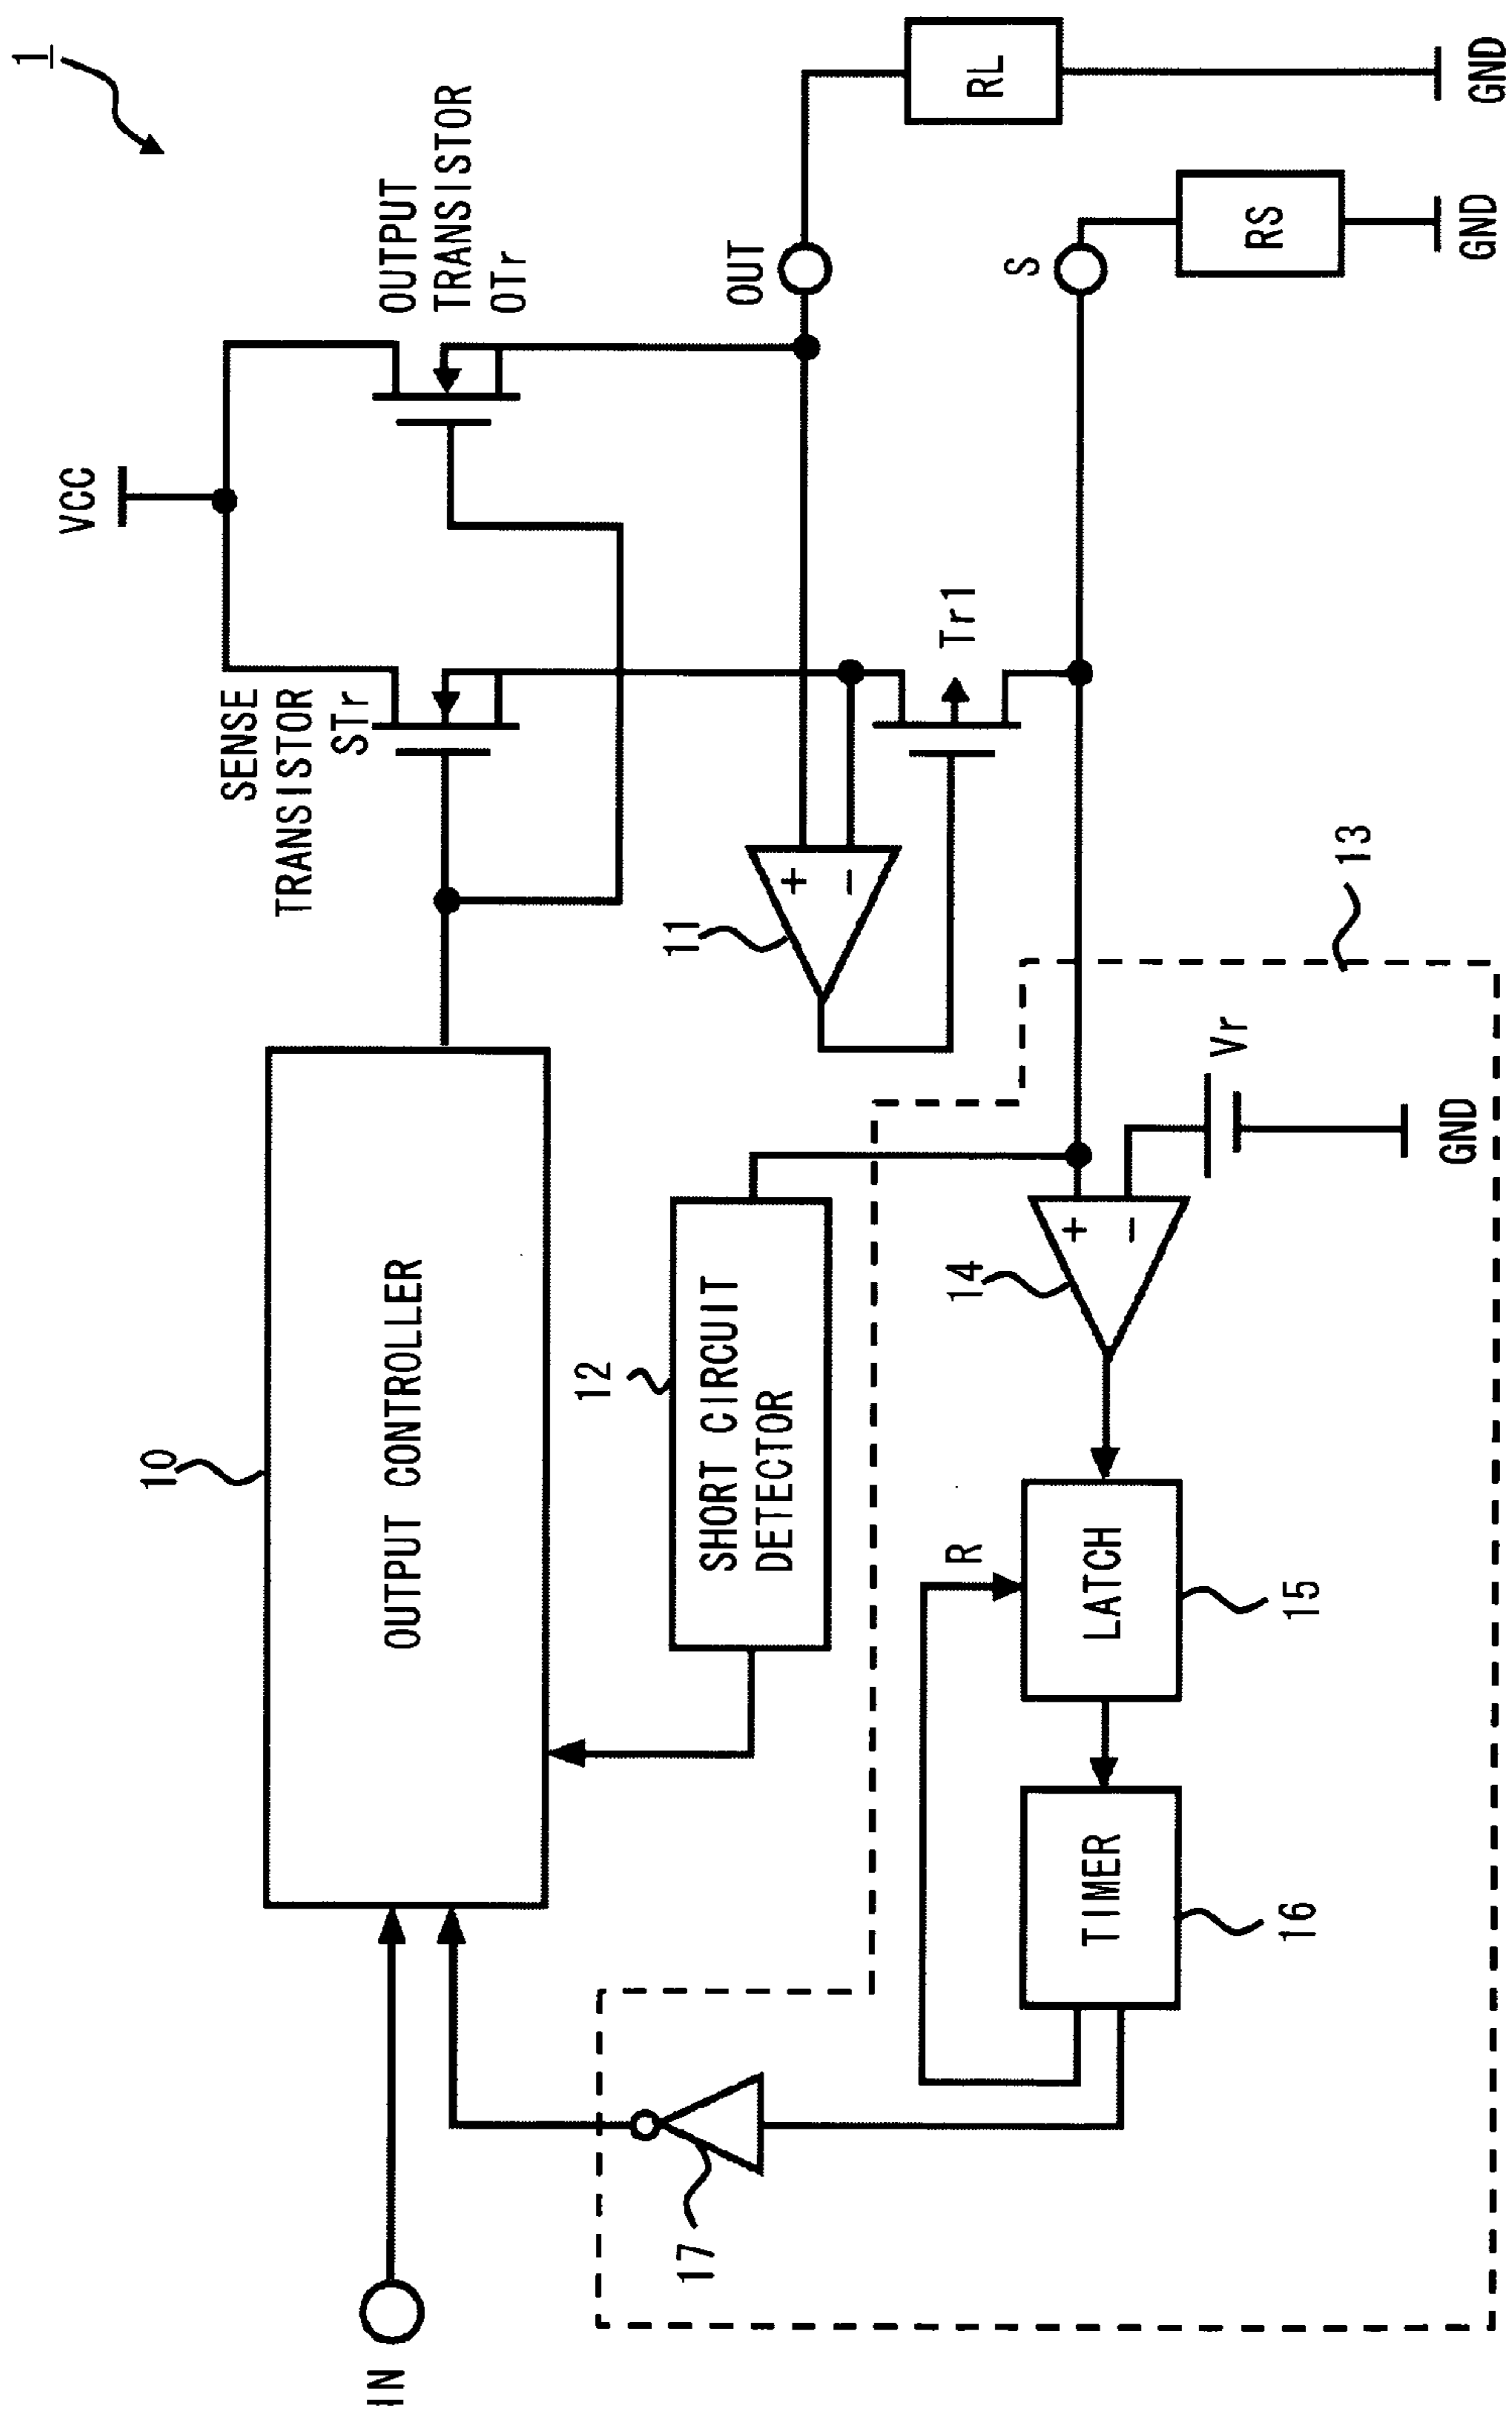 1
VCC
SENSE
TRANSISTOR
STr
OUTPUT
TRANSISTOR
OTr
10
IN
OUTPUT CONTROLLER
11
+
-
OUT
12
SHORT CIRCUIT
DETECTOR
Tr1
S
RL
GND
RS
GND
17
R
14
+
-
Vr
GND
13
TIMER
16
LATCH
15